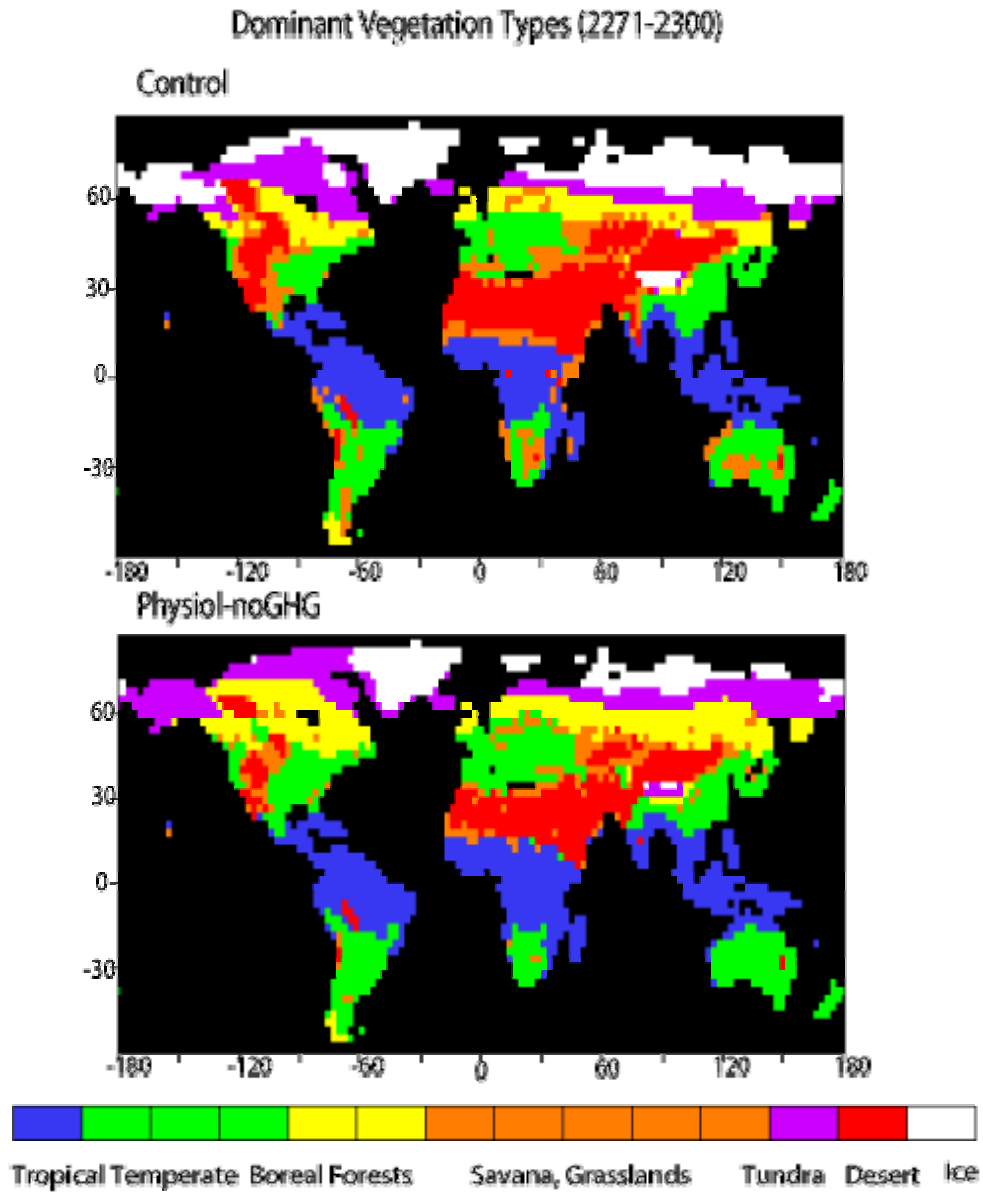 Dominant Vegetation Types (2271-2300)
Control
60
30
0
-30
-180 -120 -60 0 60 120 180
Physiol-noGHG
60
30
0
-30
-180 -120 -60 0 60 120 180
Tropical Temperate Boreal Forests Savana, Grasslands Tundra Desert Ice